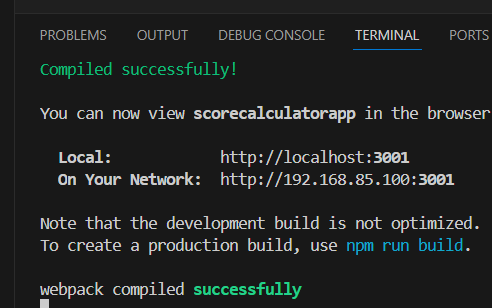 PROBLEMS OUTPUT DEBUG CONSOLE TERMINAL PORTS
Compiled successfully!
You can now view scorecalculatorapp in the browser
Local: http://localhost:3001
On Your Network: http://192.168.85.100:3001
Note that the development build is not optimized.
To create a production build, use npm run build.
webpack compiled successfully